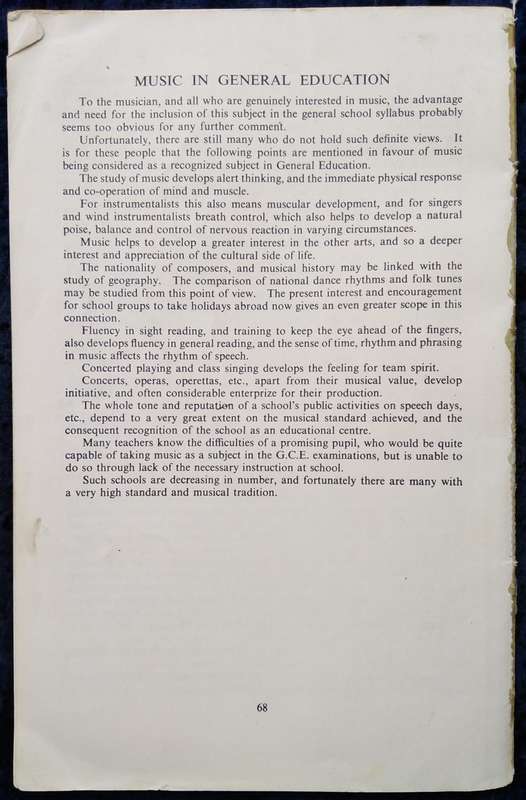 MUSIC IN GENERAL EDUCATION
To the musician, and all who are genuinely interested in music, the advantage
and need for the inclusion of this subject in the general school syllabus probably
seems too obvious for any further comment.
Unfortunately, there are still many who do not hold such definite views. It
is for these people that the following points are mentioned in favour of music
being considered as a recognized subject in General Education.
The study of music develops alert thinking, and the immediate physical response
and co-operation of mind and muscle.
For instrumentalists this also means muscular development, and for singers
and wind instrumentalists breath control, which also helps to develop a natural
poise, balance and control of nervous reaction in varying circumstances.
Music helps to develop a greater interest in the other arts, and so a deeper
interest and appreciation of the cultural side of life.
The nationality of composers, and musical history may be linked with the
study of geography. The comparison of national dance rhythms and folk tunes
may be studied from this point of view. The present interest and encouragement
for school groups to take holidays abroad now gives an even greater scope in this
connection.
Fluency in sight reading, and training to keep the eye ahead of the fingers,
also develops fluency in general reading, and the sense of time, rhythm and phrasing
in music affects the rhythm of speech.
Concerted playing and class singing develops the feeling for team spirit.
Concerts, operas, operettas, etc., apart from their musical value, develop
initiative, and often considerable enterprize for their production.
The whole tone and reputation of a school's public activities on speech days,
etc., depend to a very great extent on the musical standard achieved, and the
consequent recognition of the school as an educational centre.
Many teachers know the difficulties of a promising pupil, who would be quite
capable of taking music as a subject in the G.C.E. examinations, but is unable to
do so through lack of the necessary instruction at school.
Such schools are decreasing in number, and fortunately there are many with
a very high standard and musical tradition.
68